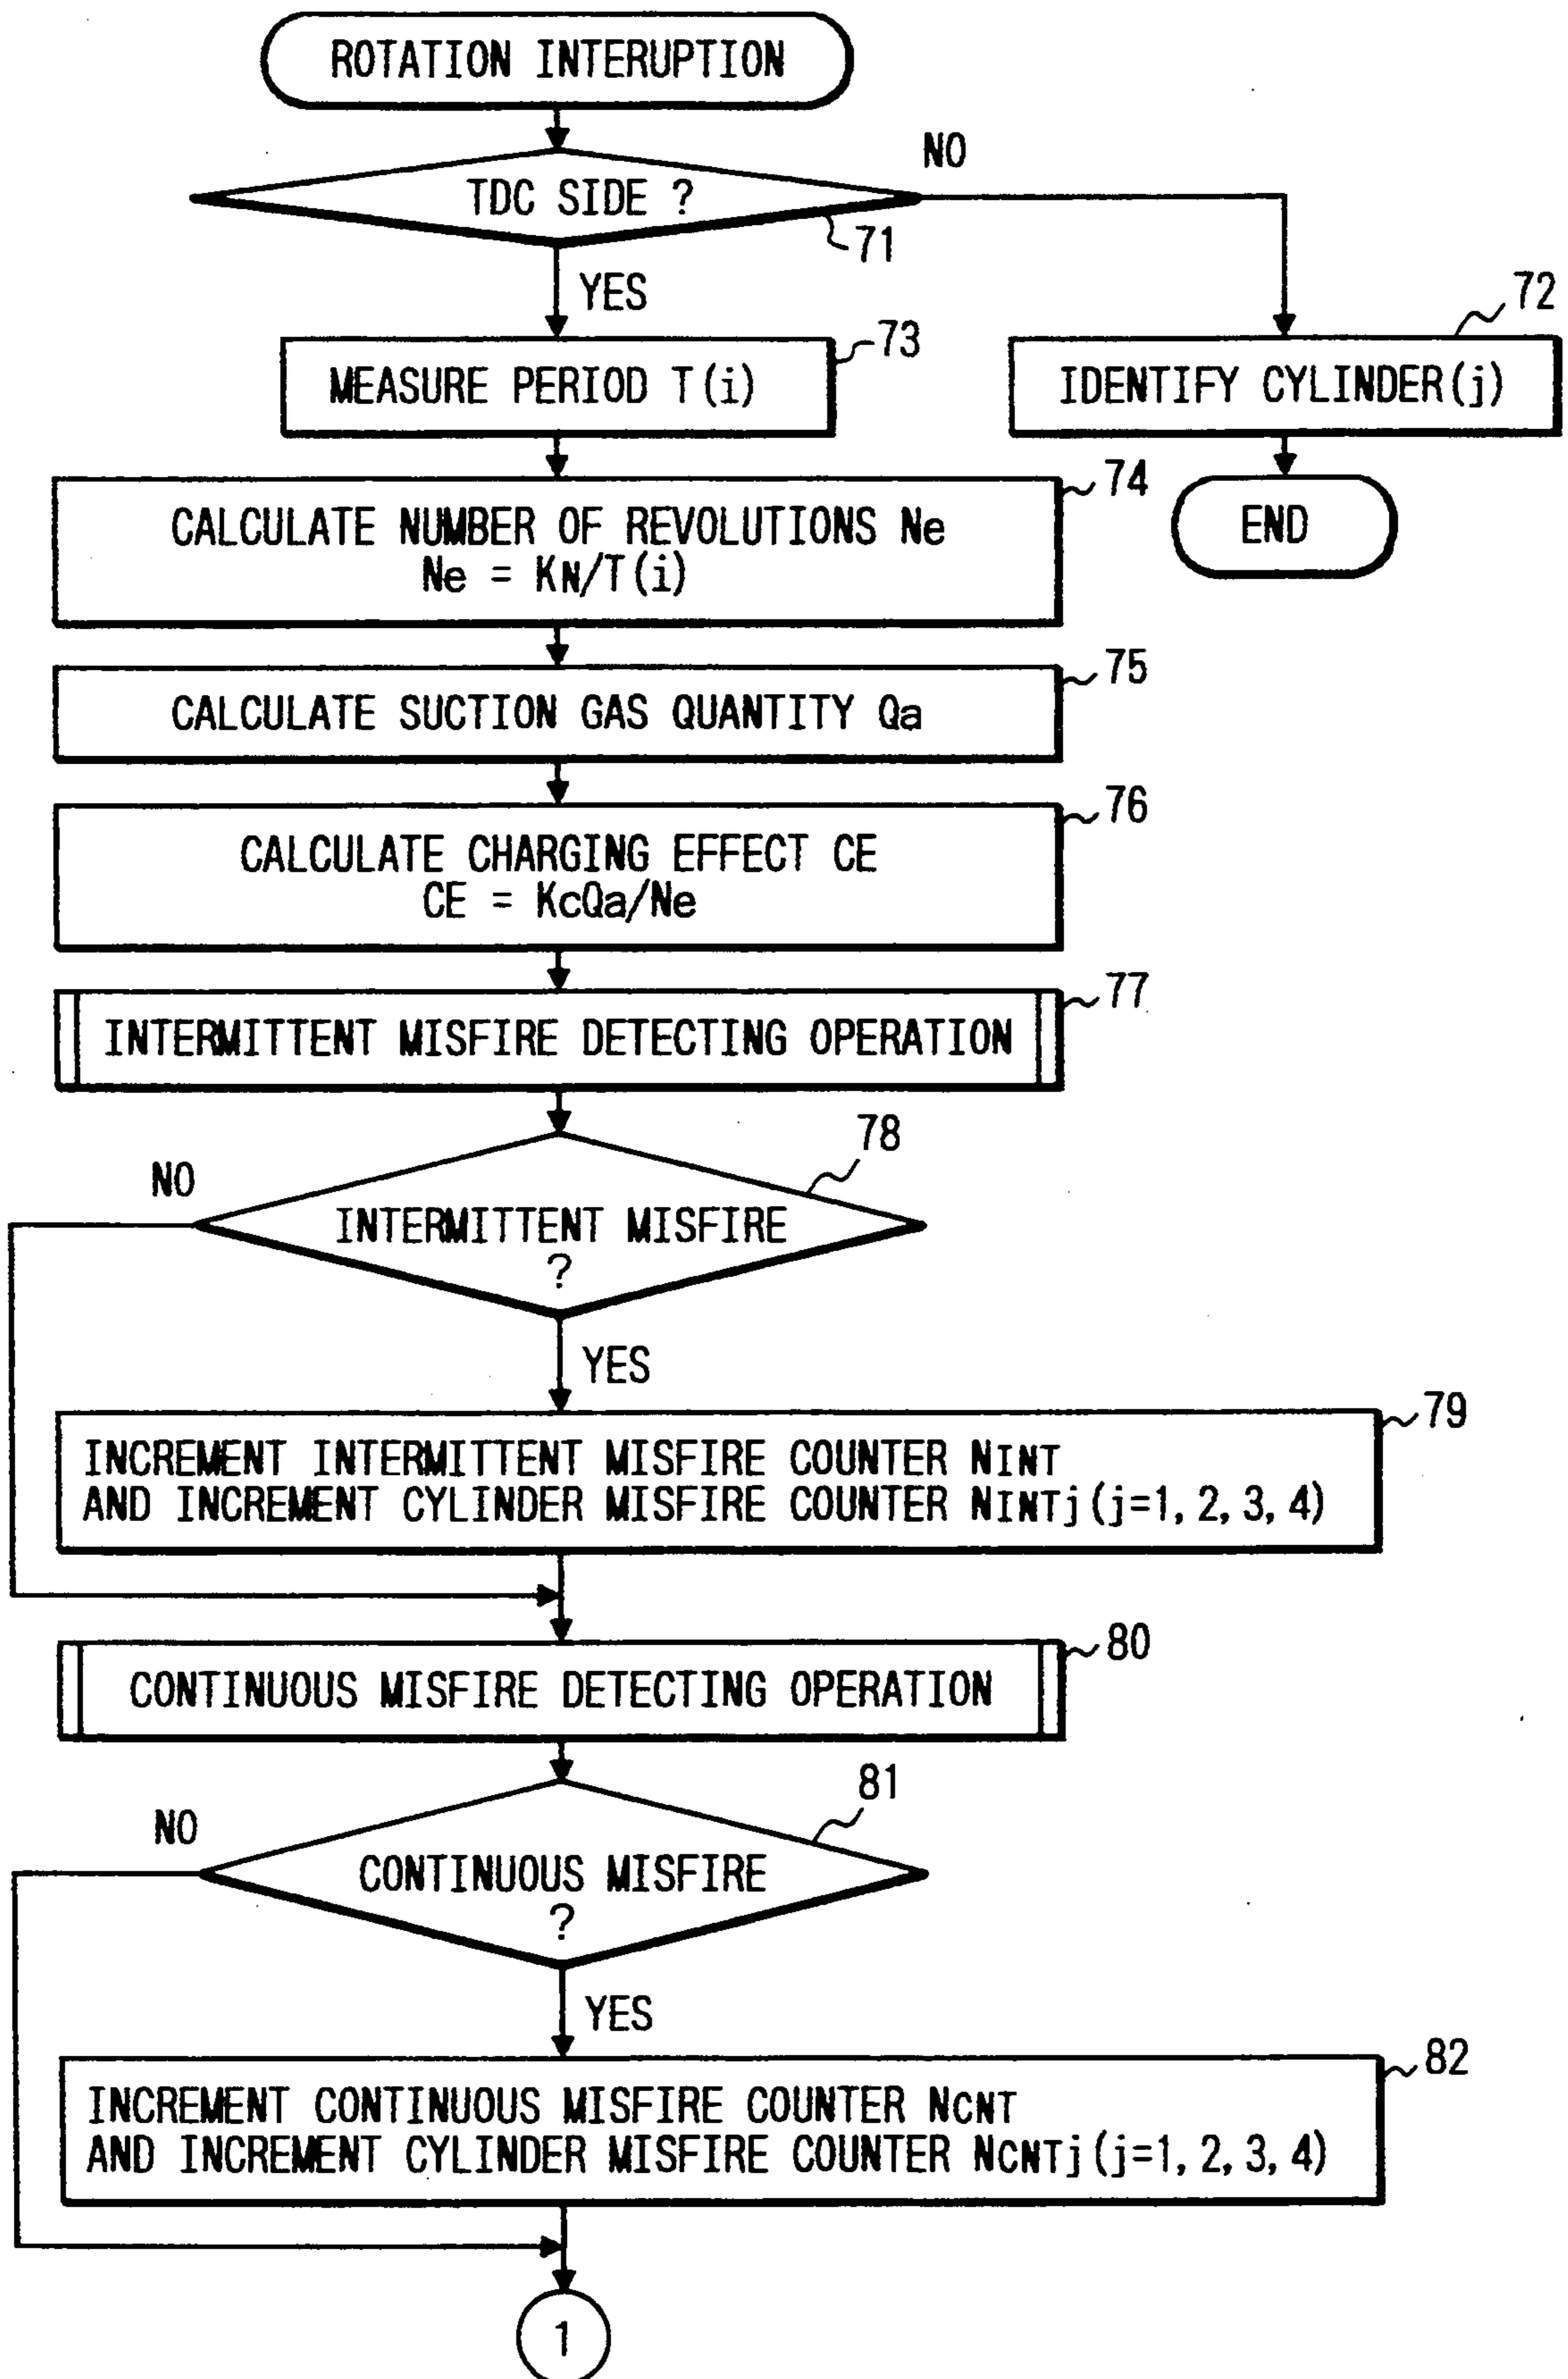 ROTATION INTERUPTION
TDC SIDE ?
NO
71
YES
72
73
MEASURE PERIOD T(i)
IDENTIFY CYLINDER(j)
74
CALCULATE NUMBER OF REVOLUTIONS Ne
Ne = KN/T(i)
END
75
CALCULATE SUCTION GAS QUANTITY Qa
76
CALCULATE CHARGING EFFECT CE
CE = KcQa/Ne
77
INTERMITTENT MISFIRE DETECTING OPERATION
78
NO
INTERMITTENT MISFIRE
?
YES
79
INCREMENT INTERMITTENT MISFIRE COUNTER NINT
AND INCREMENT CYLINDER MISFIRE COUNTER NINTj(j=1,2,3,4)
80
CONTINUOUS MISFIRE DETECTING OPERATION
81
NO
CONTINUOUS MISFIRE
?
YES
82
INCREMENT CONTINUOUS MISFIRE COUNTER NCNT
AND INCREMENT CYLINDER MISFIRE COUNTER NCNTj(j=1,2,3,4)
1